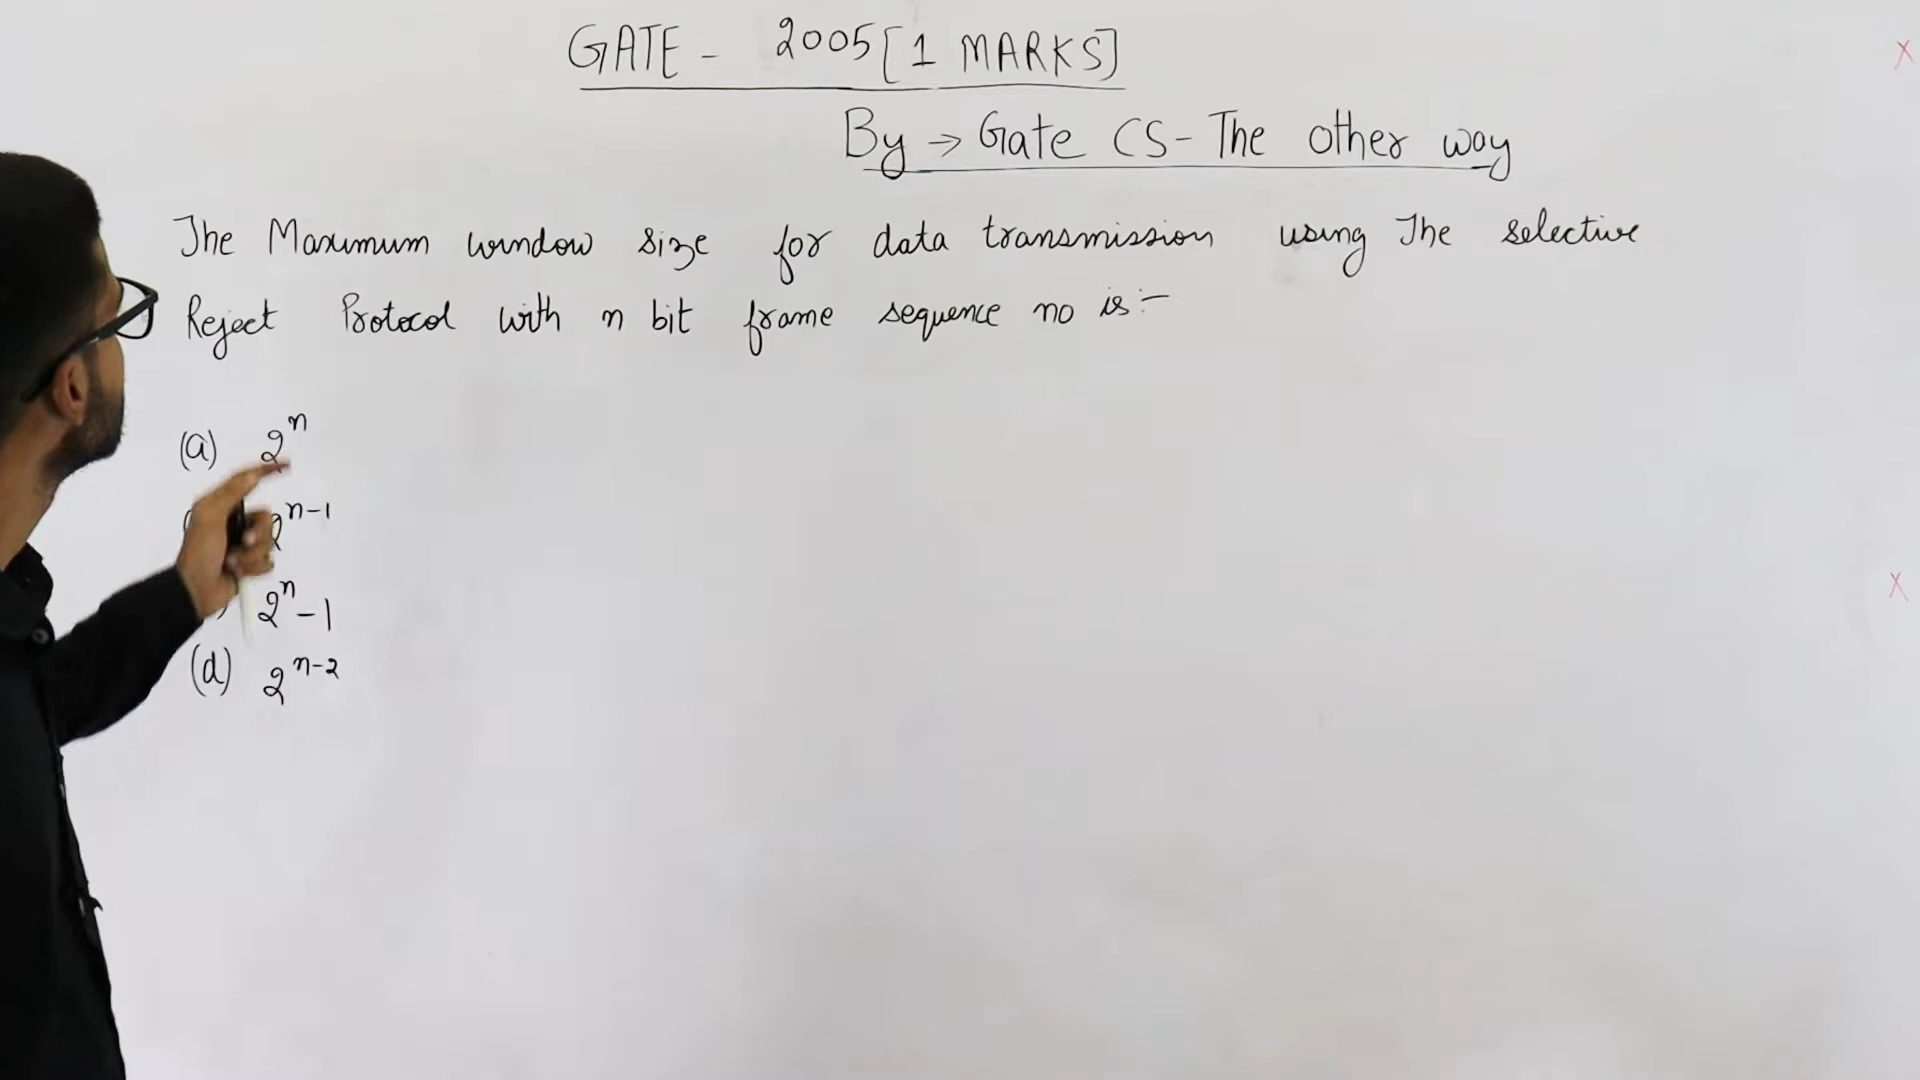 GATE - 2005 [1 MARKS]
By → Gate CS - The other way
The Maximum window size for data transmission using The selective
Reject Protocol with n bit frame sequence no is :-
(a) 2^n
2^n-1
2^n - 1
(d) 2^n-2
X
X